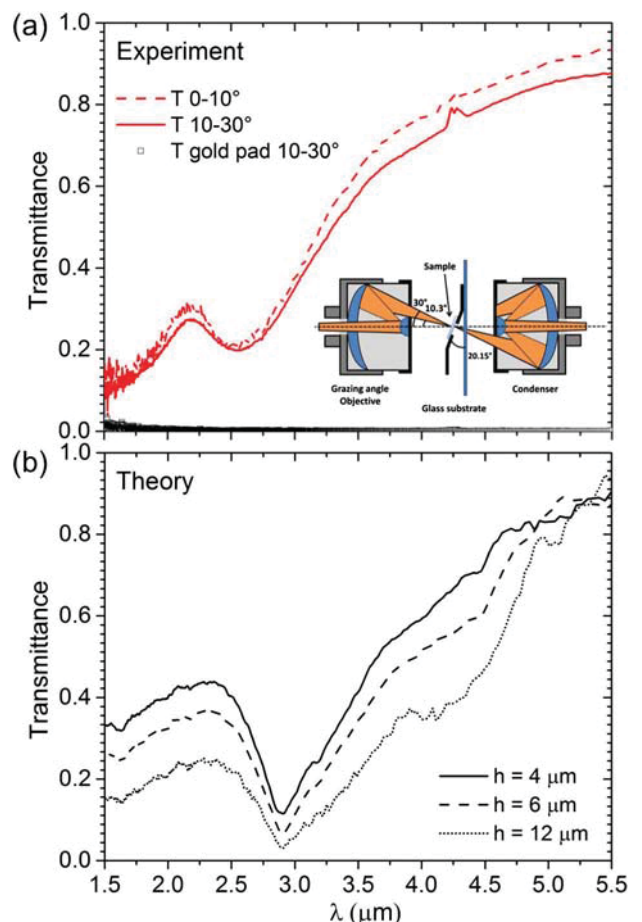 (a)
Experiment
T 0-10°
T 10-30°
T gold pad 10-30°
Transmittance
1.0
0.8
0.6
0.4
0.2
0.0
Sample
30°
10.3°
20.15°
Grazing angle
Objective
Glass substrate
Condenser
(b)
Theory
Transmittance
1.0
0.8
0.6
0.4
0.2
0.0
h = 4 μm
h = 6 μm
h = 12 μm
1.5 2.0 2.5 3.0 3.5 4.0 4.5 5.0 5.5
λ (μm)